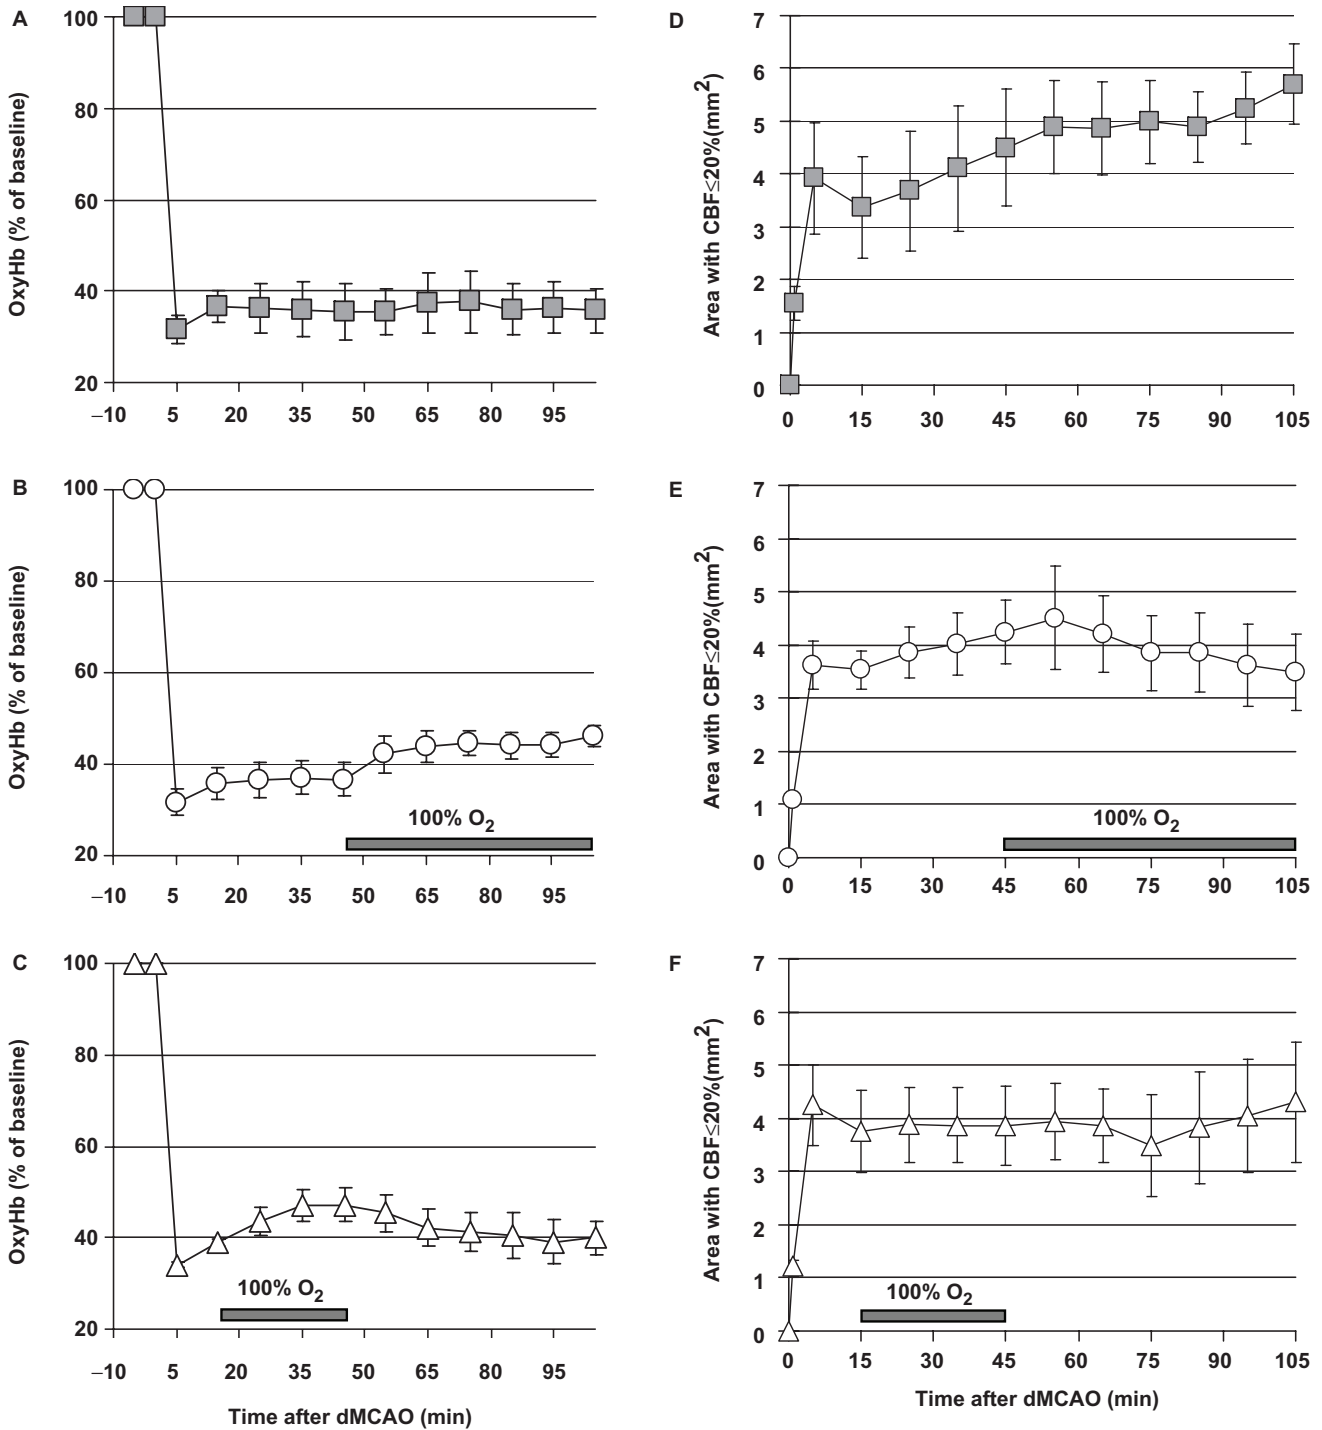 A
OxyHb (% of baseline)
100
80
60
40
20
–10 5 20 35 50 65 80 95
D
Area with CBF≤20%(mm2)
7
6
5
4
3
2
1
0
0 15 30 45 60 75 90 105
B
OxyHb (% of baseline)
100
80
60
40
20
100% O2
–10 5 20 35 50 65 80 95
E
Area with CBF≤20%(mm2)
7
6
5
4
3
2
1
0
100% O2
0 15 30 45 60 75 90 105
C
OxyHb (% of baseline)
100
80
60
40
20
100% O2
–10 5 20 35 50 65 80 95
Time after dMCAO (min)
F
Area with CBF≤20%(mm2)
7
6
5
4
3
2
1
0
100% O2
0 15 30 45 60 75 90 105
Time after dMCAO (min)